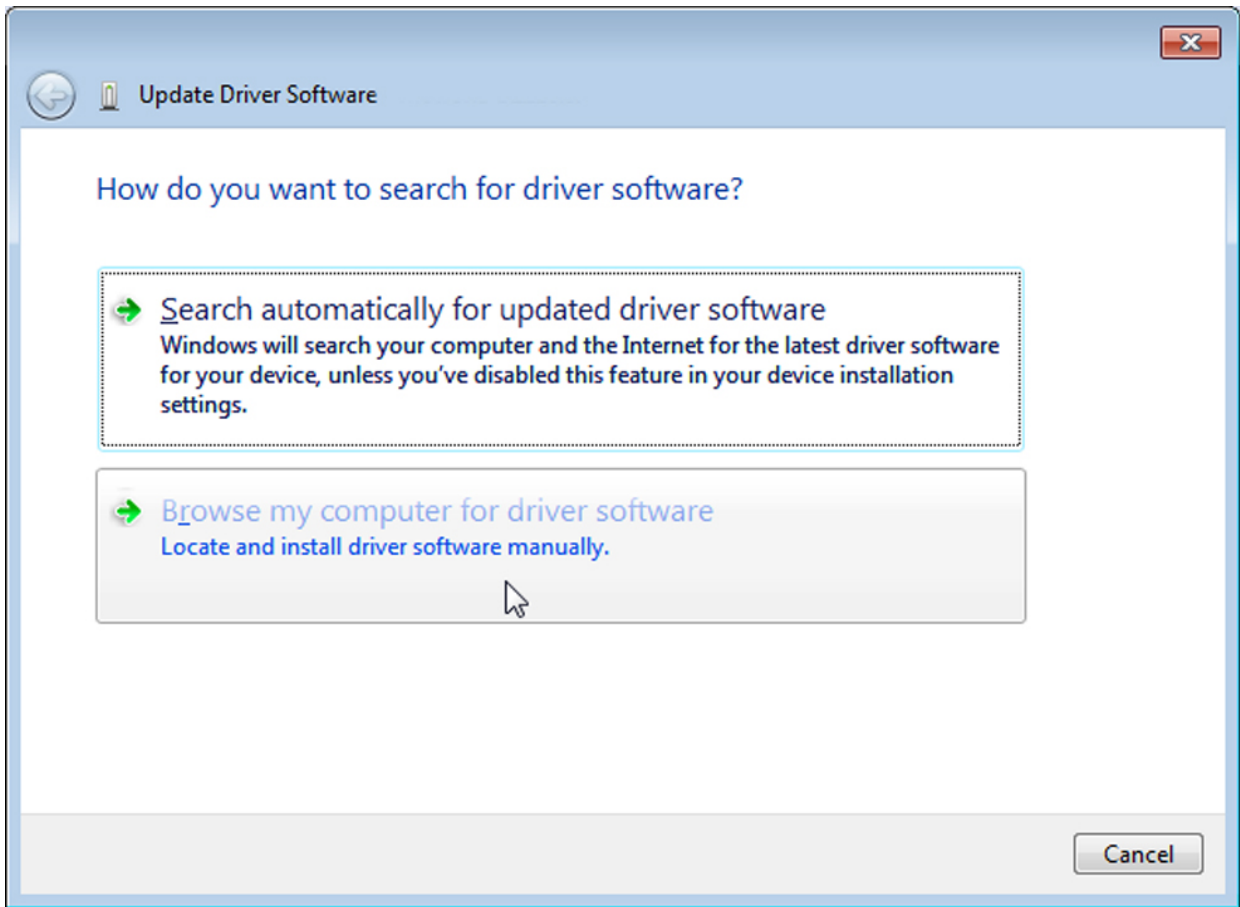 Update Driver Software
How do you want to search for driver software?
Search automatically for updated driver software
Windows will search your computer and the Internet for the latest driver software
for your device, unless you've disabled this feature in your device installation
settings.
Browse my computer for driver software
Locate and install driver software manually.
Cancel